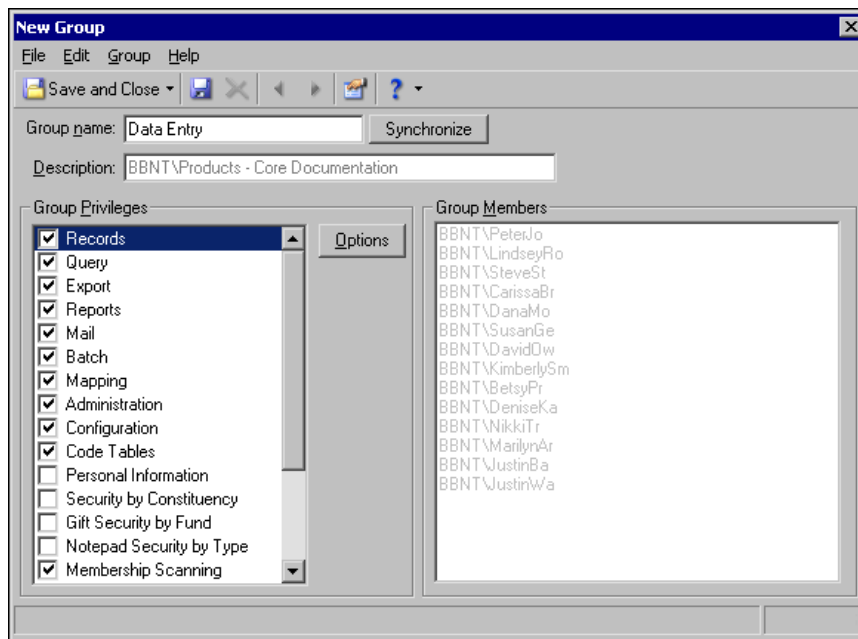 New Group
File Edit Group Help
Save and Close ?
Group name: Data Entry Synchronize
Description: BBNT\Products - Core Documentation
Group Privileges
Records
Query
Export
Reports
Mail
Batch
Mapping
Administration
Configuration
Code Tables
Personal Information
Security by Constituency
Gift Security by Fund
Notepad Security by Type
Membership Scanning
Options
Group Members
BBNT\PeterJo
BBNT\LindseyRo
BBNT\SteveSt
BBNT\CarissaBr
BBNT\DanaMo
BBNT\SusanGe
BBNT\DavidOw
BBNT\KimberlySm
BBNT\BetsyPr
BBNT\DeniseKa
BBNT\NikkiTr
BBNT\MarilynAr
BBNT\JustinBa
BBNT\JustinWa